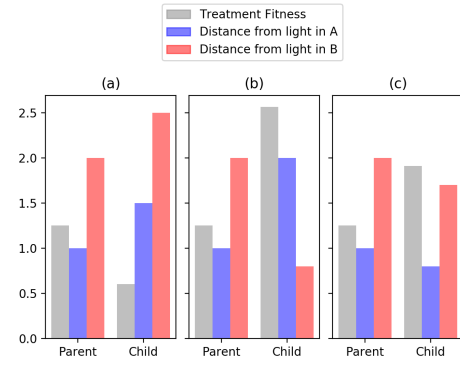 Treatment Fitness
Distance from light in A
Distance from light in B
(a) (b) (c)
2.5
2.0
1.5
1.0
0.5
0.0
Parent Child Parent Child Parent Child